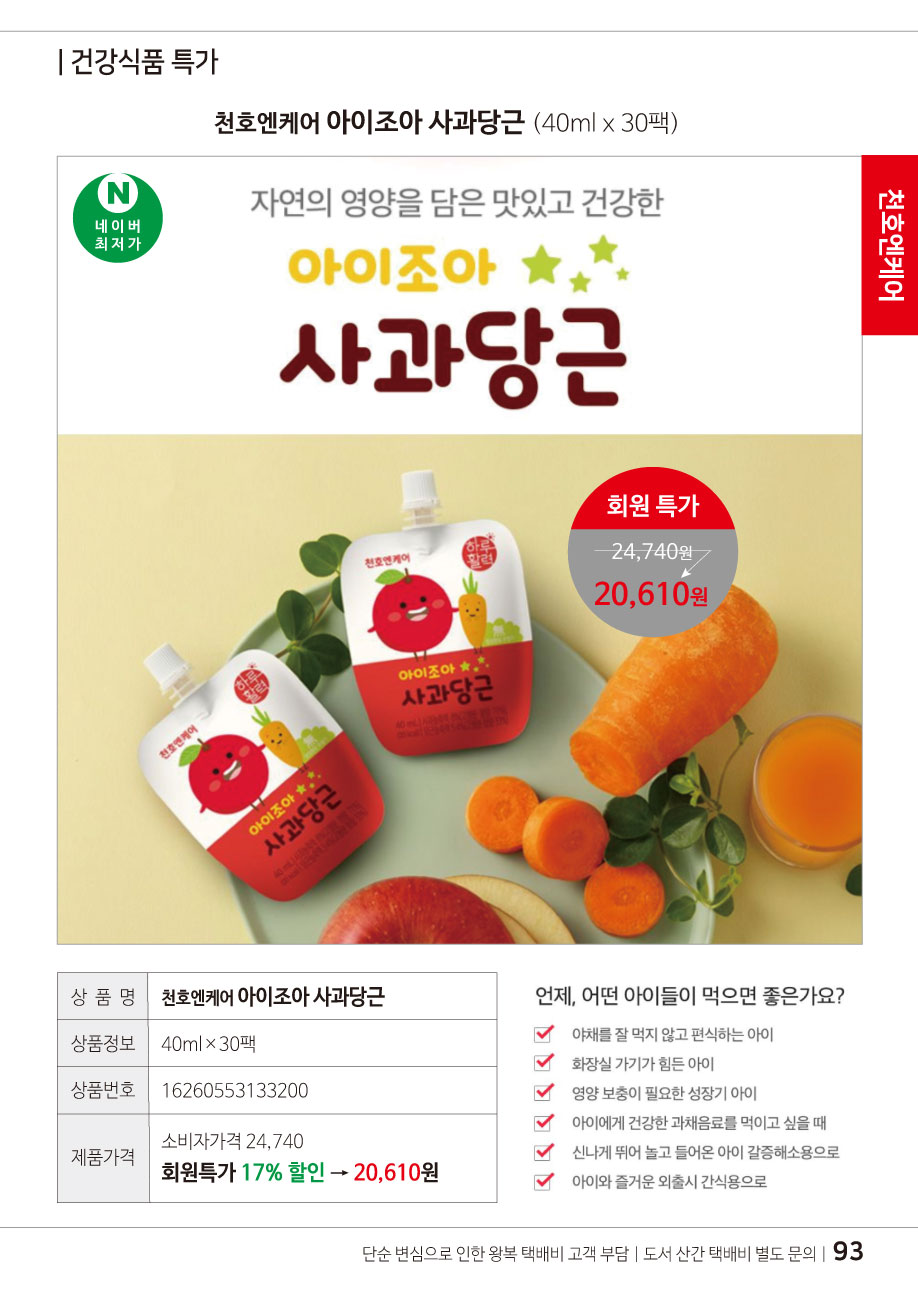 | 건강식품 특가
천호엔케어 아이조아 사과당근 (40ml x 30팩)
N
네이버
최저가
자연의 영양을 담은 맛있고 건강한
아이조아
사과당근
천호엔케어
회원 특가
24,740원
20,610원
천호엔케어
하루
활력
아이조아
사과당근
천호엔케어
하루
활력
아이조아
사과당근
상 품 명
천호엔케어 아이조아 사과당근
상품정보
40ml×30팩
상품번호
16260553133200
제품가격
소비자가격 24,740
회원특가 17% 할인 → 20,610원
언제, 어떤 아이들이 먹으면 좋은가요?
야채를 잘 먹지 않고 편식하는 아이
화장실 가기가 힘든 아이
영양 보충이 필요한 성장기 아이
아이에게 건강한 과채음료를 먹이고 싶을 때
신나게 뛰어 놀고 들어온 아이 갈증해소용으로
아이와 즐거운 외출시 간식용으로
단순 변심으로 인한 왕복 택배비 고객 부담 | 도서 산간 택배비 별도 문의 | 93